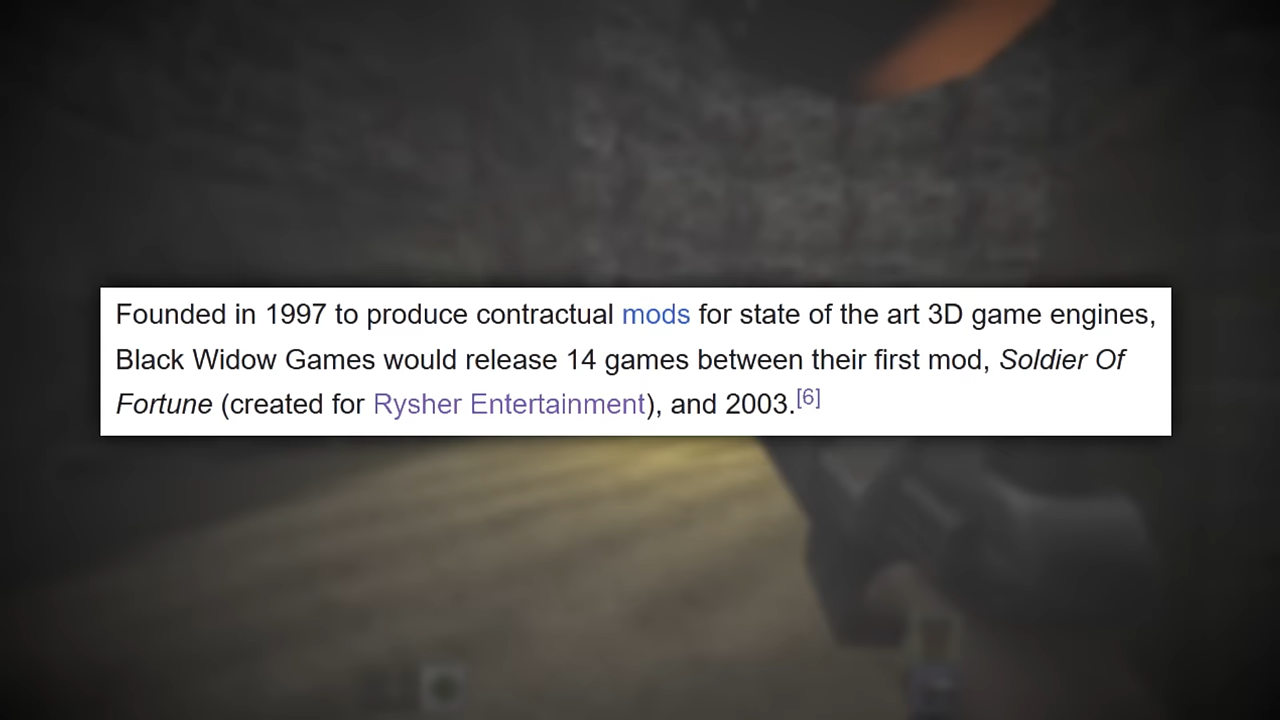 Founded in 1997 to produce contractual mods for state of the art 3D game engines,
Black Widow Games would release 14 games between their first mod, Soldier Of
Fortune (created for Rysher Entertainment), and 2003.[6]